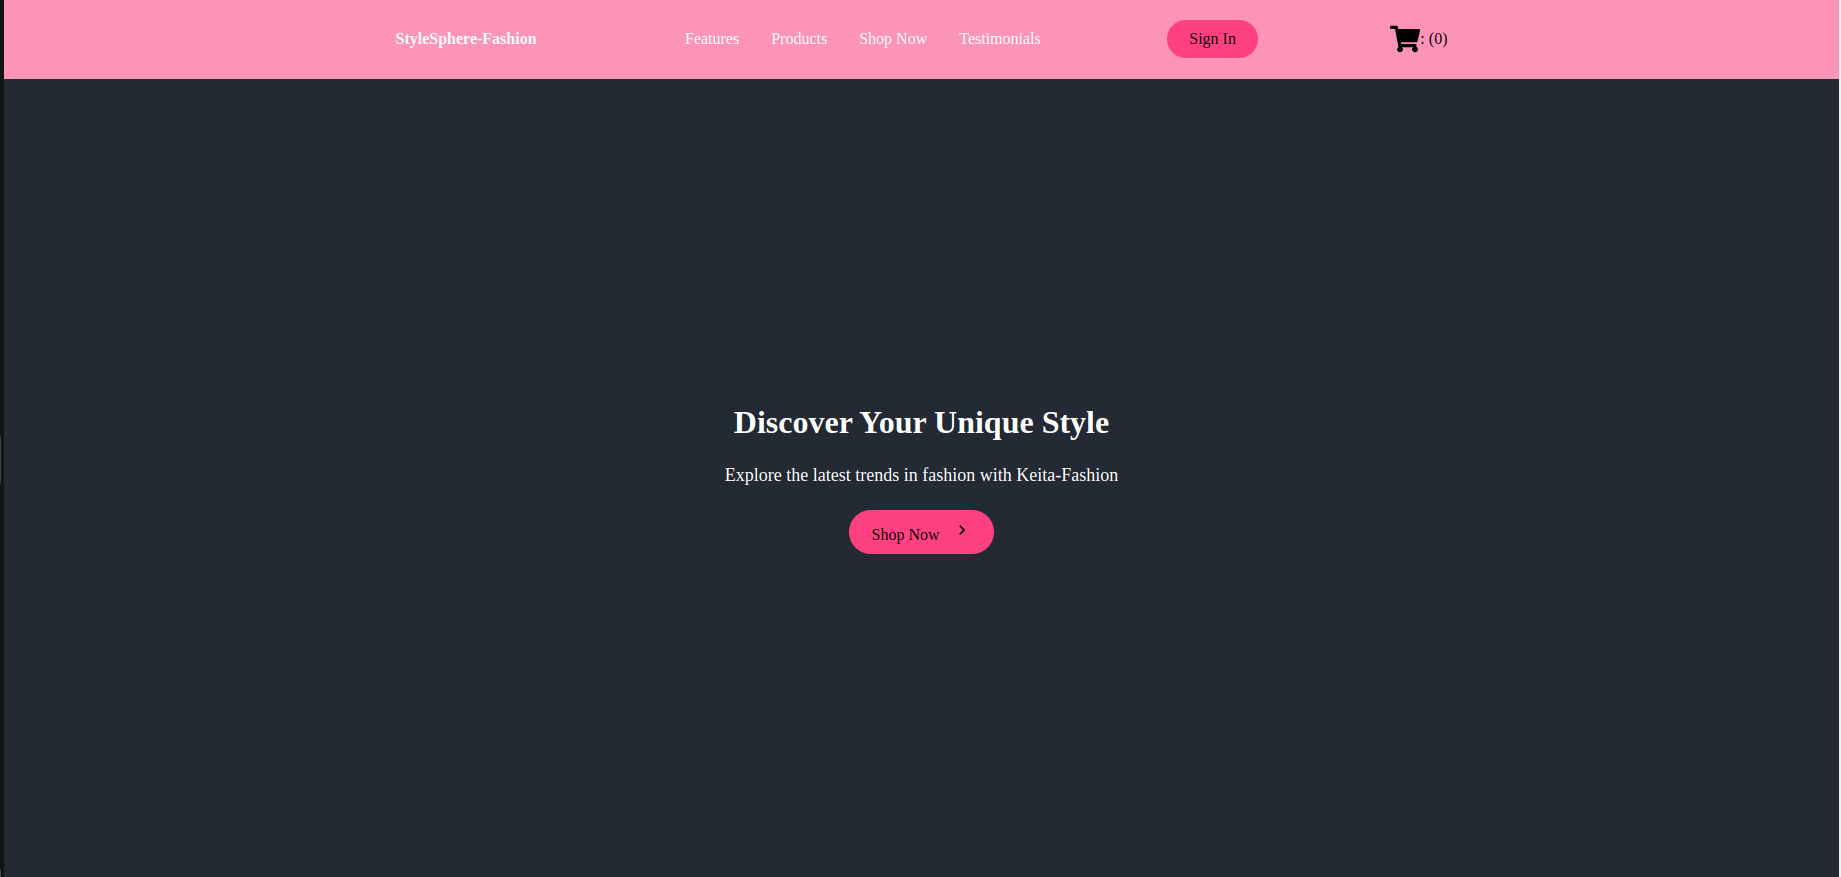 StyleSphere-Fashion Features Products Shop Now Testimonials Sign In : (0)
Discover Your Unique Style
Explore the latest trends in fashion with Keita-Fashion
Shop Now